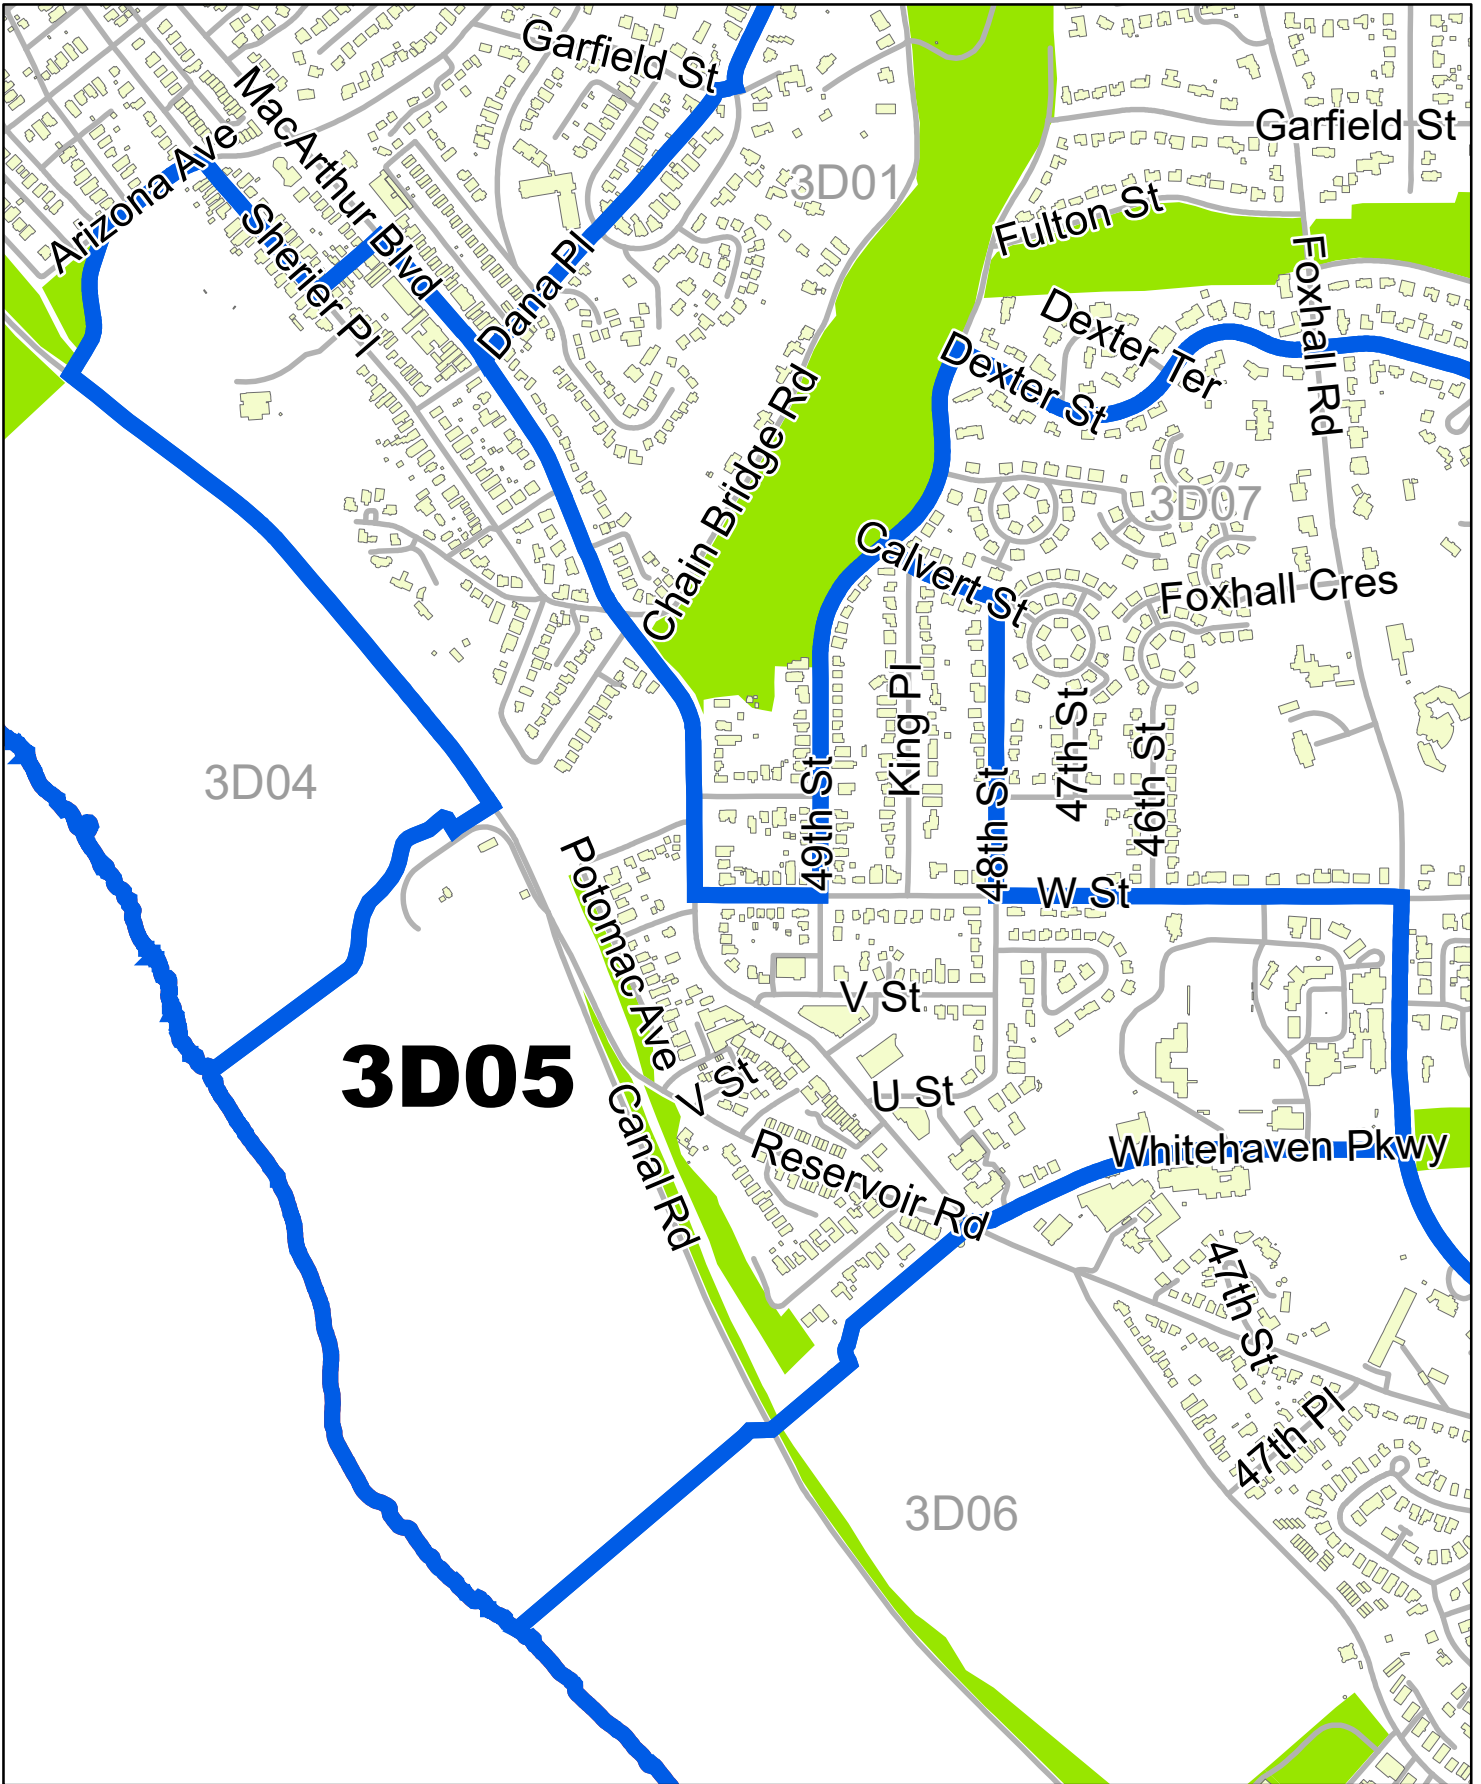 Garfield St
MacArthur Blvd
Garfield St
Arizona Ave
3D01
Fulton St
Sherier Pl
Foxhall Rd
Dana Pl
Dexter Ter
Dexter St
Chain Bridge Rd
3D07
Calvert St
Foxhall Cres
King Pl
47th St
46th St
3D04
49th St
48th St
W St
Potomac Ave
V St
3D05
V St
U St
Canal Rd
Reservoir Rd
Whitehaven Pkwy
47th St
47th Pl
3D06